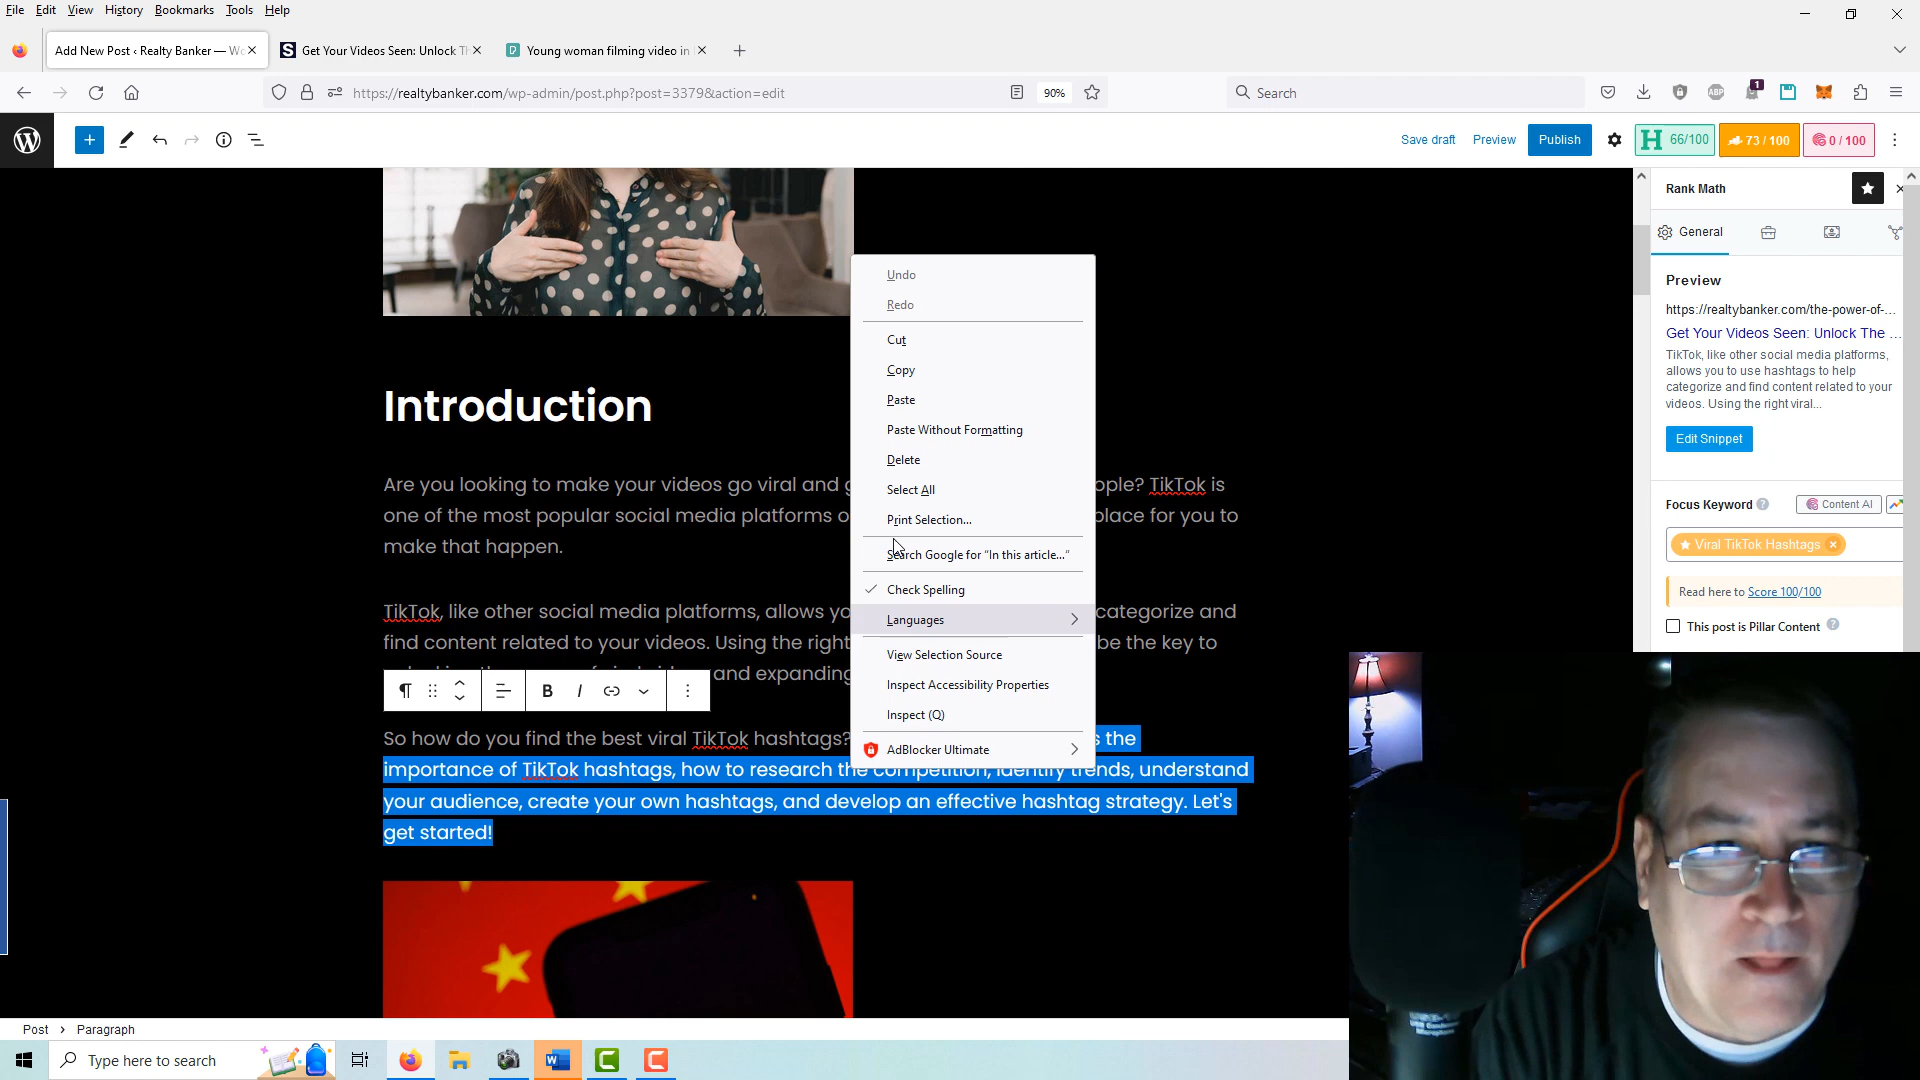 File Edit View History Bookmarks Tools Help
Add New Post ‹ Realty Banker — Wo
Get Your Videos Seen: Unlock Th
Young woman filming video in
https://realtybanker.com/wp-admin/post.php?post=3379&action=edit
90%
Search
ABP
1
Save draft
Preview
Publish
H 66/100
73 / 100
0 / 100
Rank Math
General
Preview
https://realtybanker.com/the-power-of-...
Get Your Videos Seen: Unlock The ...
TikTok, like other social media platforms,
allows you to use hashtags to help
categorize and find content related to your
videos. Using the right viral...
Edit Snippet
Focus Keyword
Content AI
Viral TikTok Hashtags
Read here to Score 100/100
This post is Pillar Content
Introduction
Are you looking to make your videos go viral and ople? TikTok is
one of the most popular social media platforms place for you to
make that happen.
TikTok, like other social media platforms, allows categorize and
find content related to your videos. Using the right be the key to
and expanding
B I
So how do you find the best viral TikTok hashtags? s the
importance of TikTok hashtags, how to research the competition, identify trends, understand
your audience, create your own hashtags, and develop an effective hashtag strategy. Let's
get started!
Undo
Redo
Cut
Copy
Paste
Paste Without Formatting
Delete
Select All
Print Selection...
Search Google for “In this article...”
Check Spelling
Languages
View Selection Source
Inspect Accessibility Properties
Inspect (Q)
AdBlocker Ultimate
Post › Paragraph
Type here to search